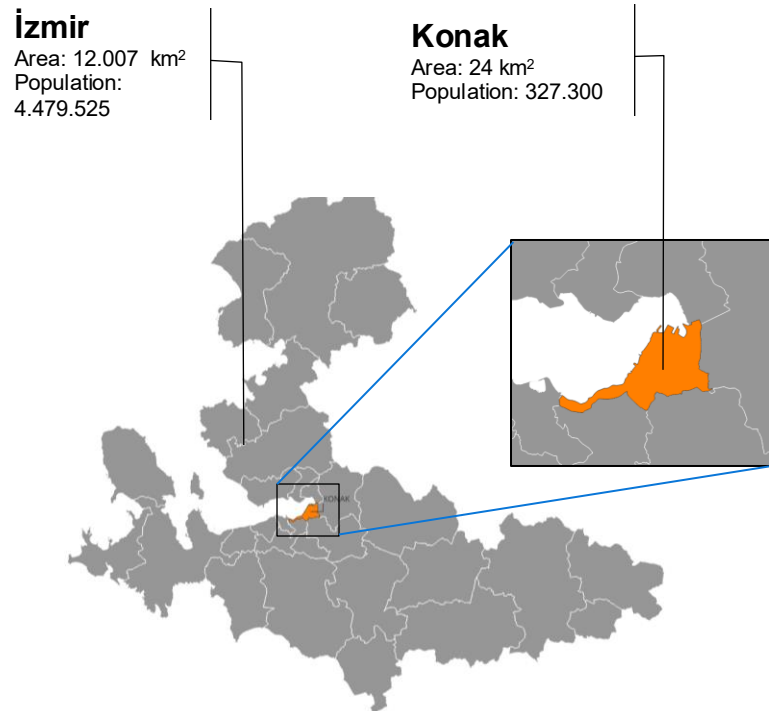 İzmir
Area: 12.007 km²
Population:
4.479.525
Konak
Area: 24 km²
Population: 327.300
KONAK